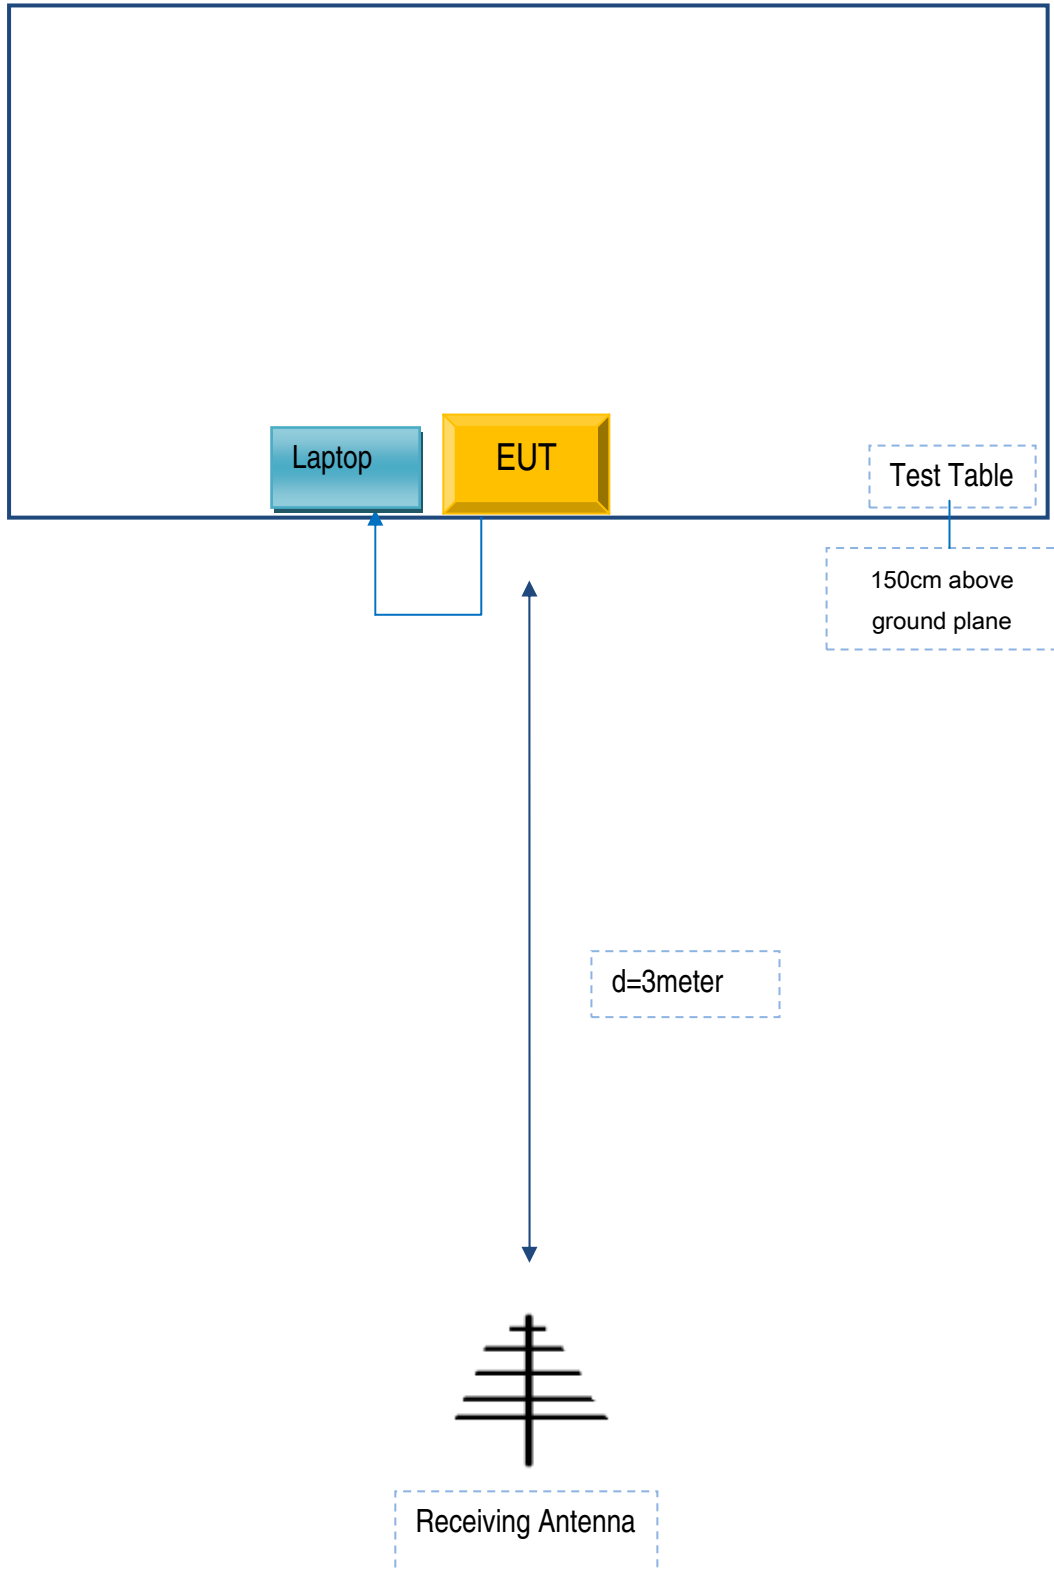 Laptop
EUT
Test Table
150cm above
ground plane
d=3meter
Receiving Antenna